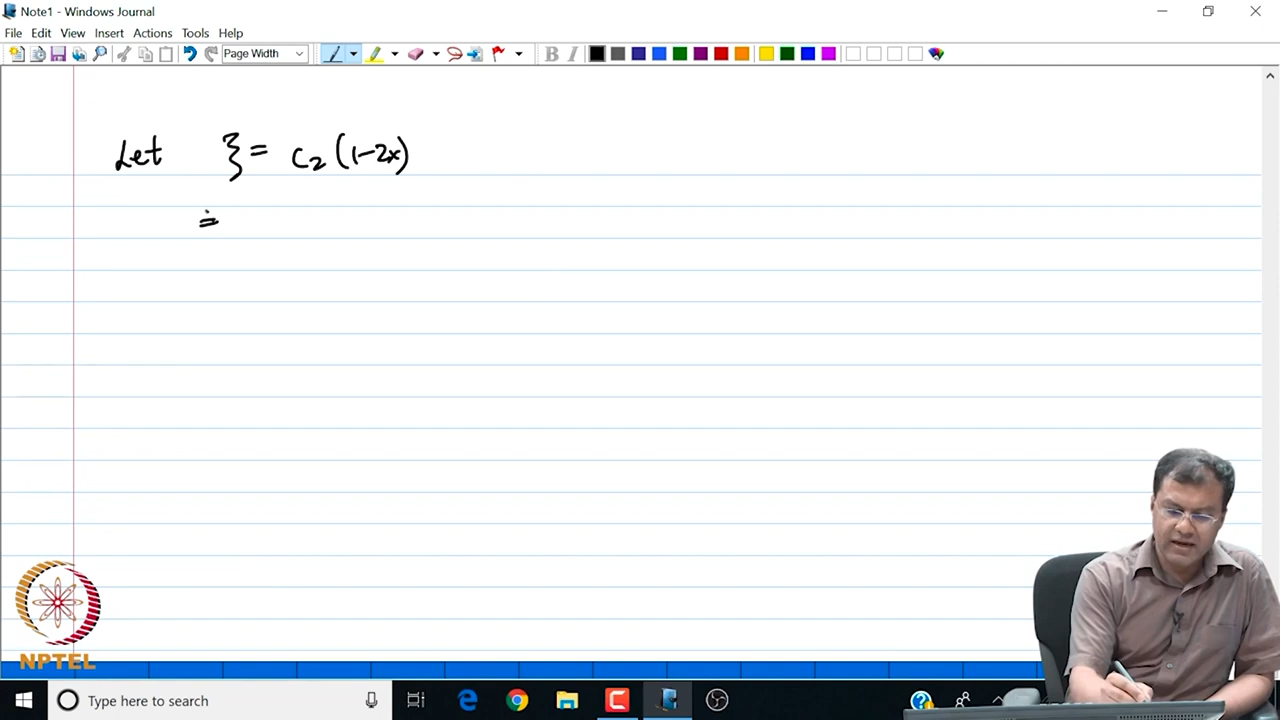 Note1 - Windows Journal
File Edit View Insert Actions Tools Help
Page Width
B I
Let ξ = c₂ (1-2x)
=
NPTEL
Type here to search